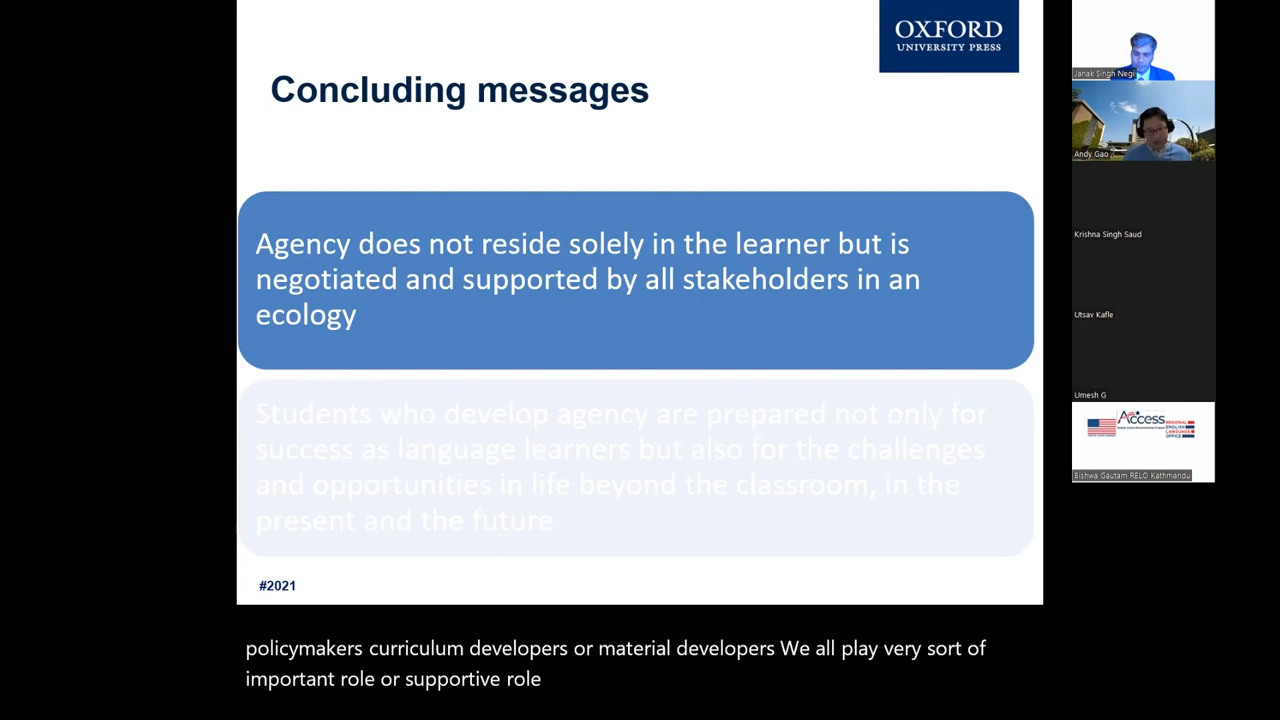 OXFORD
UNIVERSITY PRESS
Concluding messages
Agency does not reside solely in the learner but is
negotiated and supported by all stakeholders in an
ecology
Students who develop agency are prepared not only for
success as language learners but also for the challenges
and opportunities in life beyond the classroom, in the
present and the future
#2021
policymakers curriculum developers or material developers We all play very sort of
important role or supportive role
Janak Singh Negi
Andy Gao
Krishna Singh Saud
Utsav Kafle
Umesh G
Access
REGIONAL
ENGLISH
LANGUAGE
OFFICE
Bishwa Gautam RELO Kathmandu